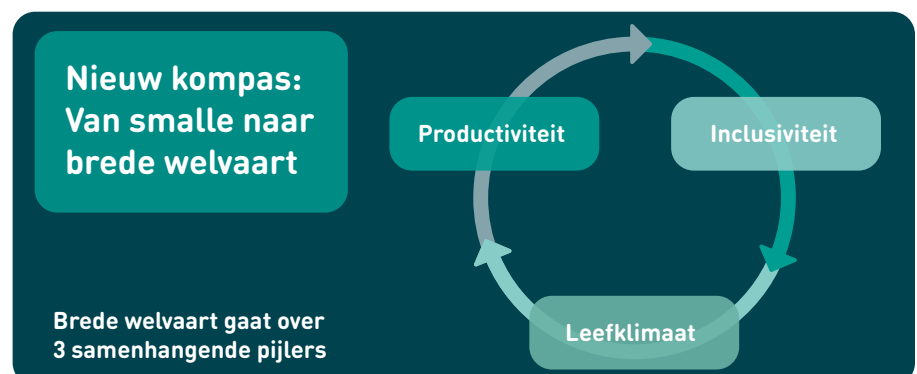 Nieuw kompas:
Van smalle naar
brede welvaart
Productiviteit
Inclusiviteit
Leefklimaat
Brede welvaart gaat over
3 samenhangende pijlers